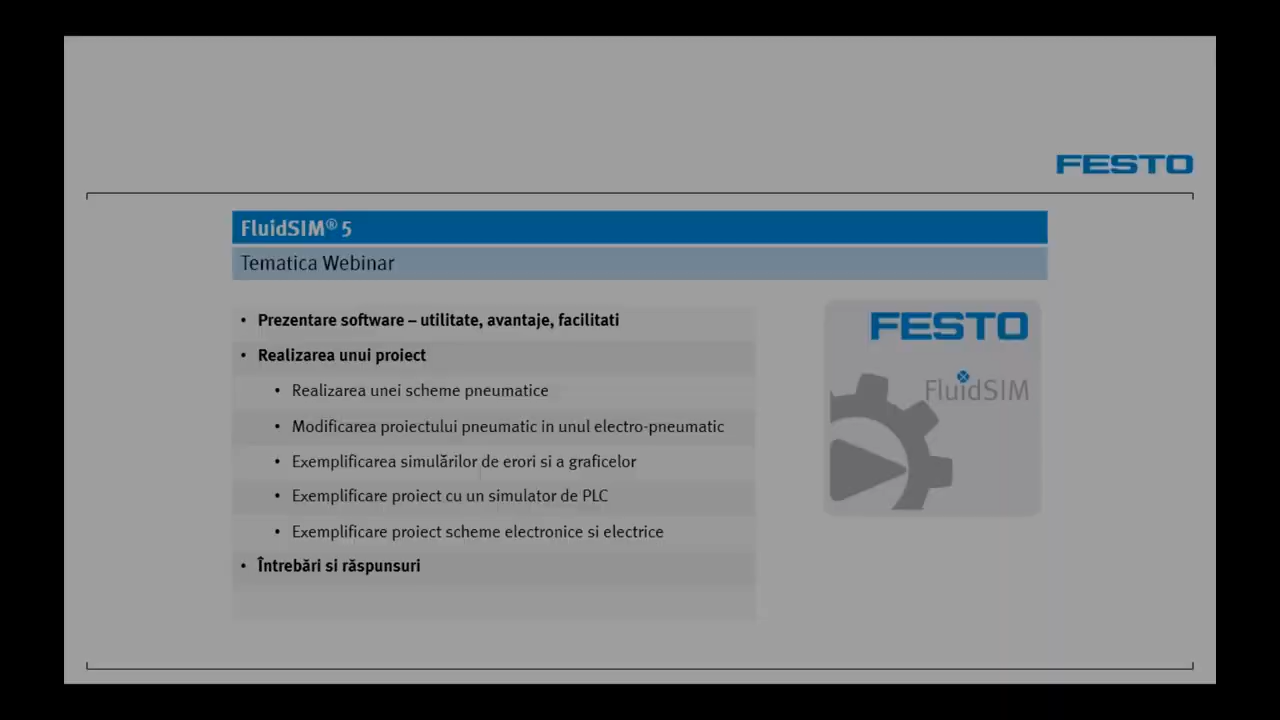 FESTO
FluidSIM® 5
Tematica Webinar
• Prezentare software – utilitate, avantaje, facilitati
• Realizarea unui proiect
• Realizarea unei scheme pneumatice
• Modificarea proiectului pneumatic in unul electro-pneumatic
• Exemplificarea simulărilor de erori si a graficelor
• Exemplificare proiect cu un simulator de PLC
• Exemplificare proiect scheme electronice si electrice
• Întrebări si răspunsuri
FESTO
FluidSIM